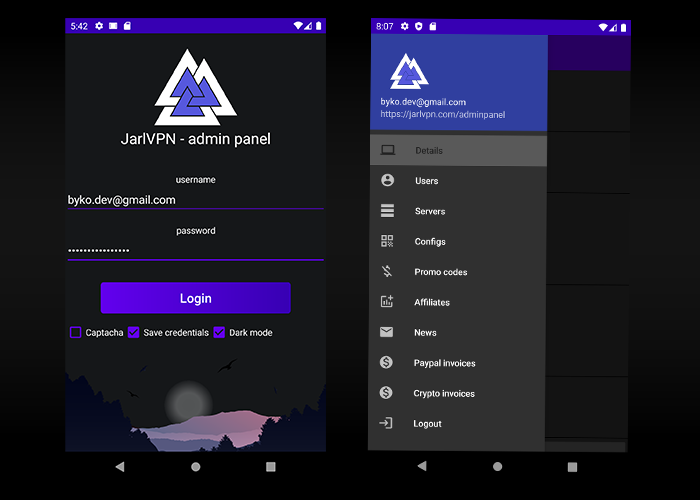 5:42
JarlVPN - admin panel
username
byko.dev@gmail.com
password
•••••••••••••••
Login
Captacha Save credentials Dark mode
8:07
byko.dev@gmail.com
https://jarlvpn.com/adminpanel
Details
Users
Servers
Configs
Promo codes
Affiliates
News
Paypal invoices
Crypto invoices
Logout